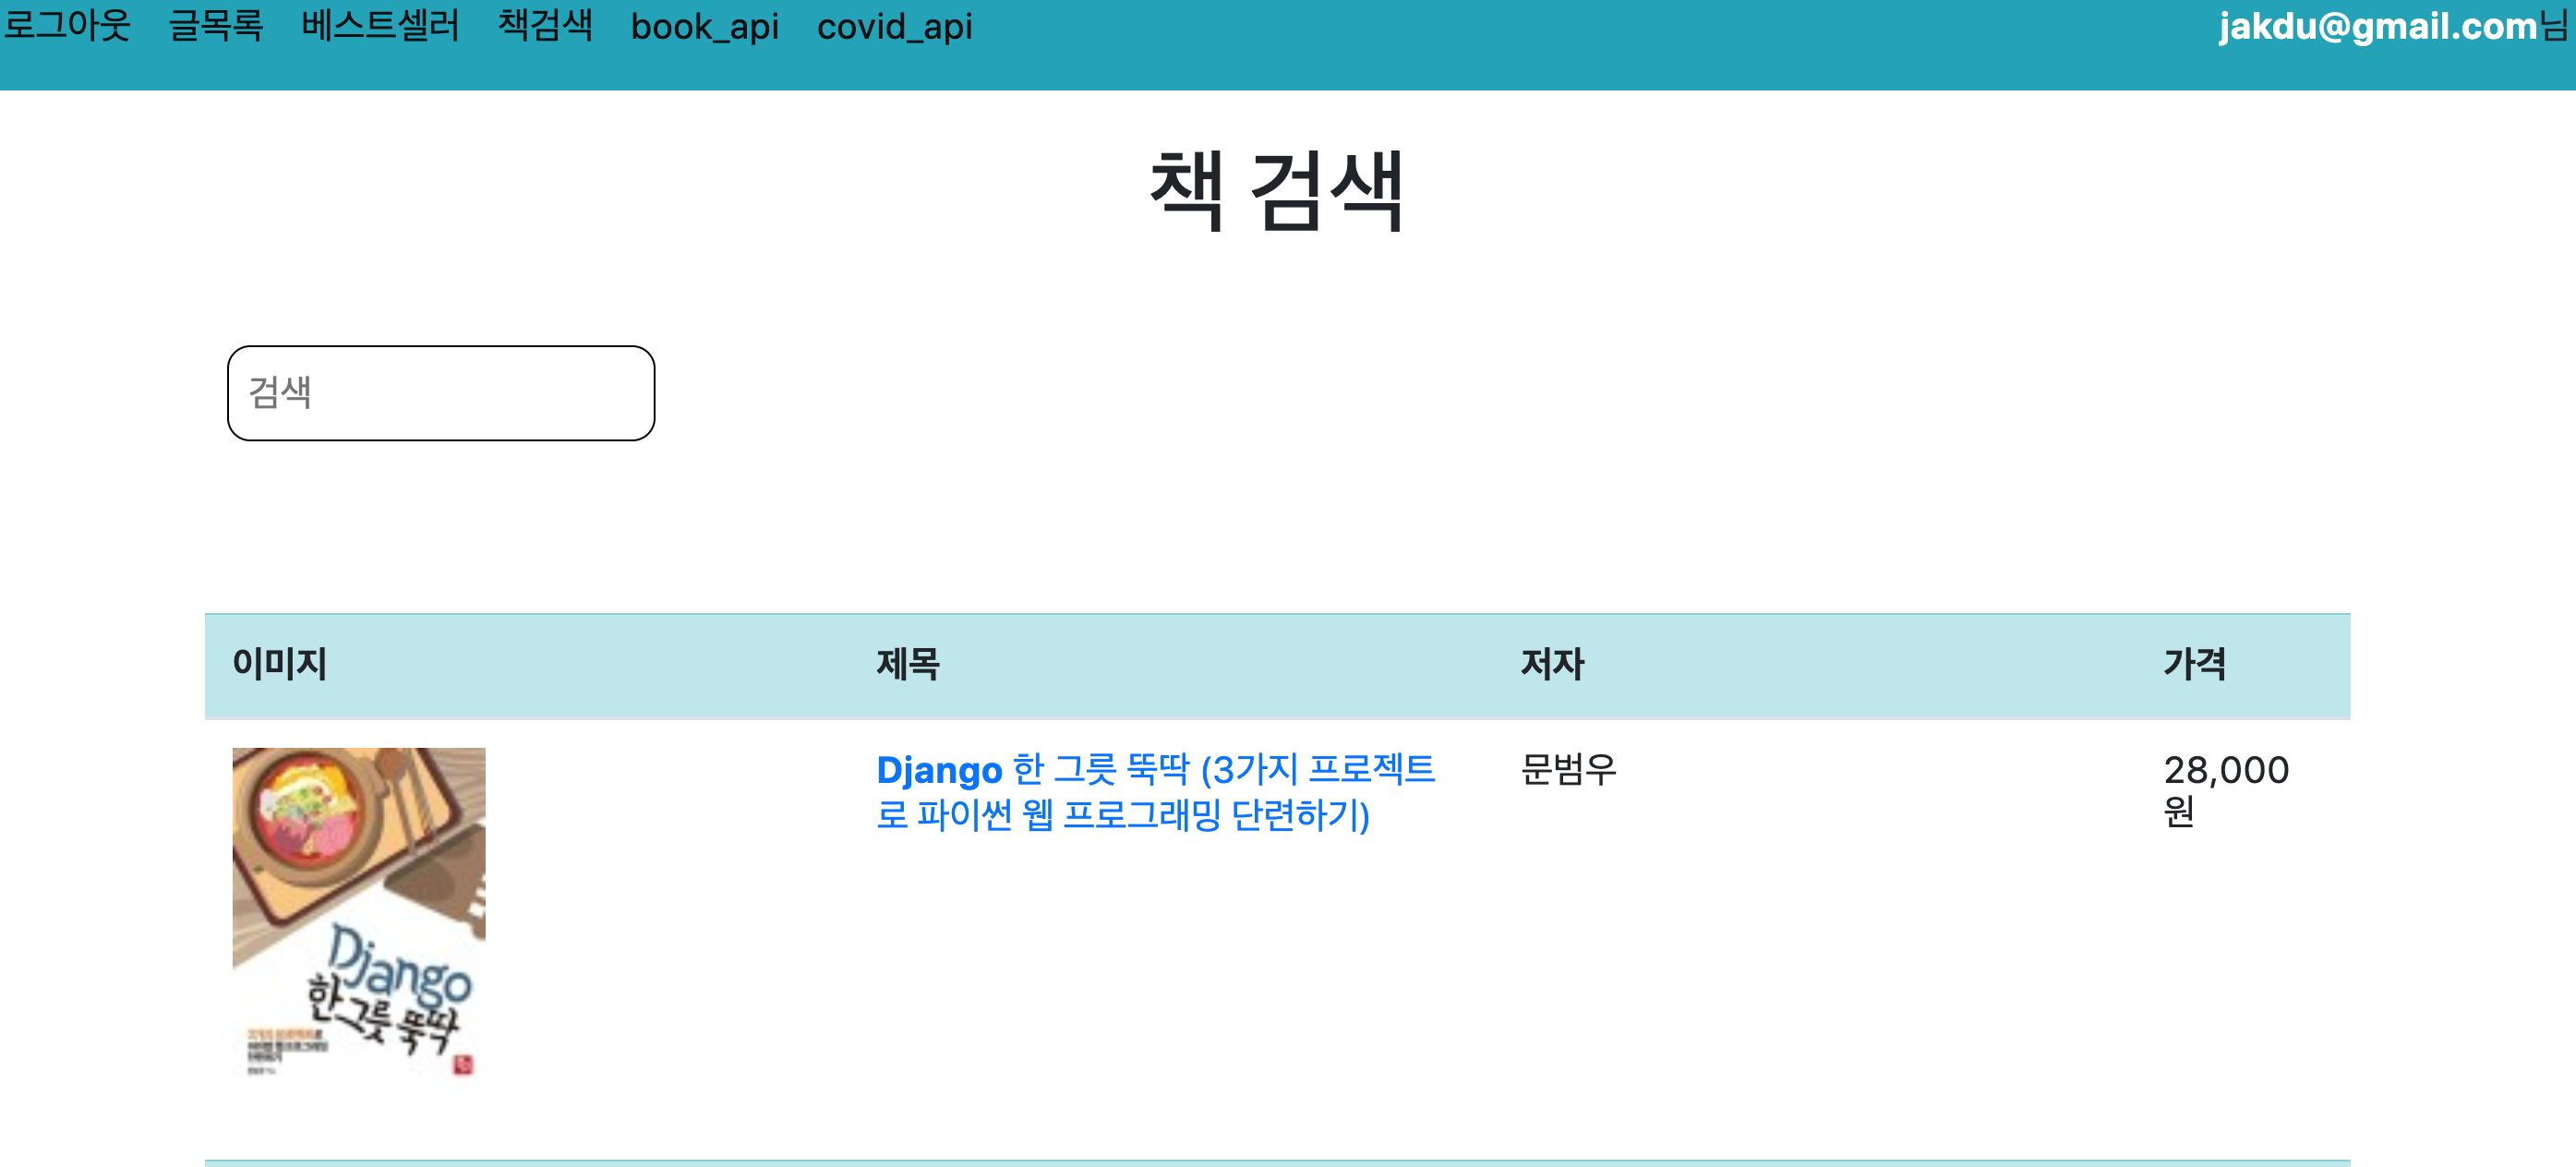 로그아웃 글목록 베스트셀러 책검색 book_api covid_api jakdu@gmail.com님
책 검색
검색
이미지 제목 저자 가격
Django 한 그릇 뚝딱 (3가지 프로젝트 문범우 28,000
로 파이썬 웹 프로그래밍 단련하기) 원
Django
한그릇 뚝딱